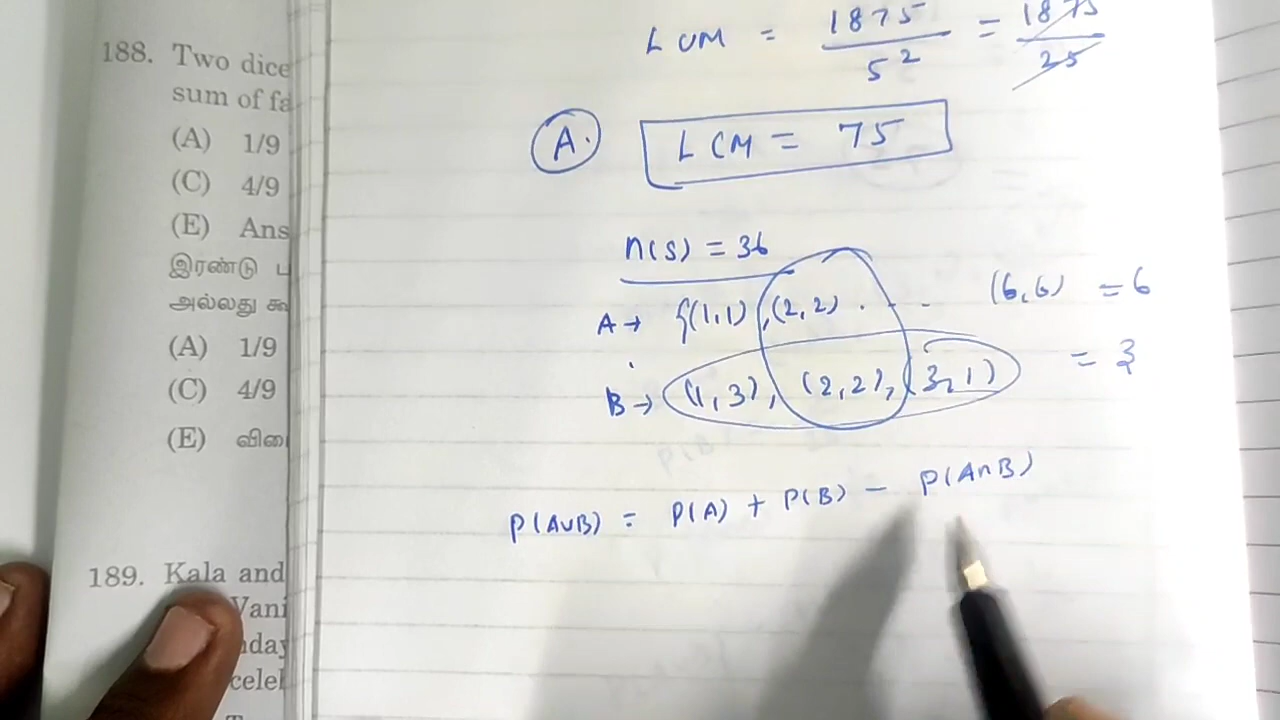 188. Two dice
sum of fa
(A) 1/9
(C) 4/9
(E) Ans
இரண்டு ப
அல்லது கூ
(A) 1/9
(C) 4/9
(E) விடை
189. Kala and
Vani
nday
celel
LCM = 1875 / 5² = 1875 / 25
(A.) LCM = 75
n(S) = 36
A → {(1,1), (2,2) . . . (6,6) = 6
B → (1,3), (2,2), (3,1) = 3
P(A∪B) = P(A) + P(B) − P(A∩B)